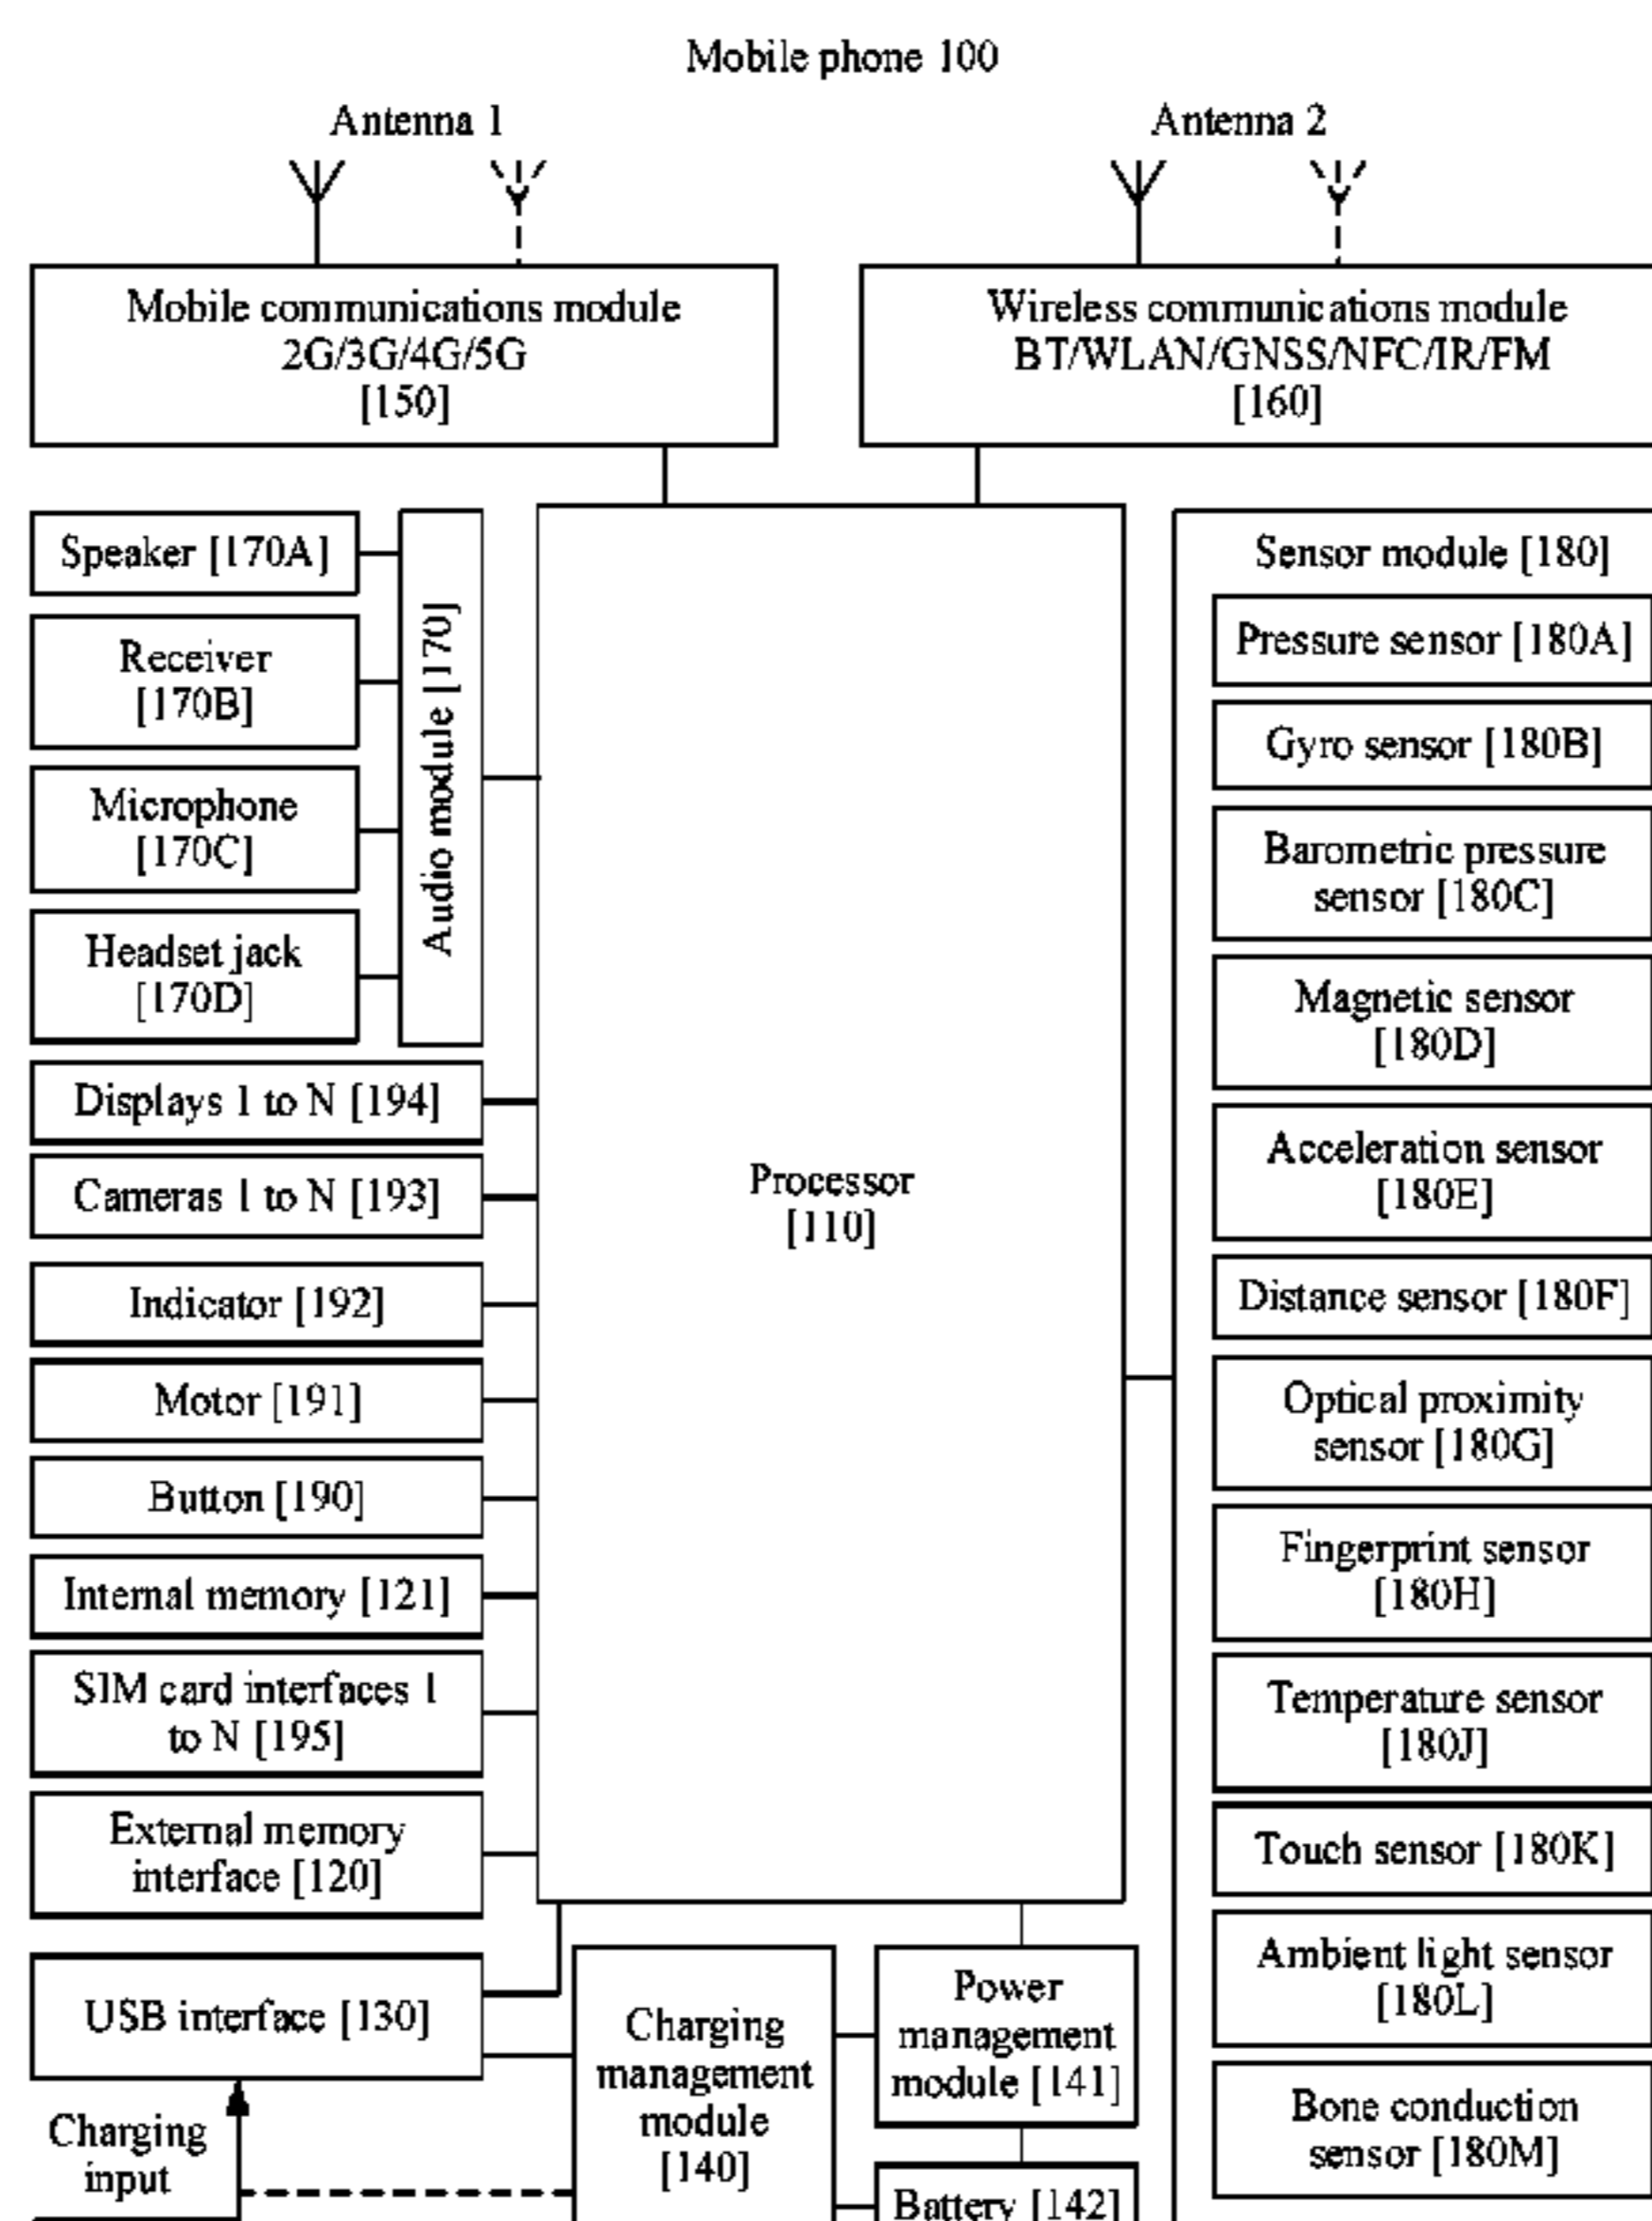 Mobile phone 100
Antenna 1
Antenna 2
Mobile communications module
2G/3G/4G/5G
[150]
Wireless communications module
BT/WLAN/GNSS/NFC/IR/FM
[160]
Speaker [170A]
Receiver
[170B]
Microphone
[170C]
Headset jack
[170D]
Audio module [170]
Displays 1 to N [194]
Cameras 1 to N [193]
Indicator [192]
Motor [191]
Button [190]
Internal memory [121]
SIM card interfaces 1
to N [195]
External memory
interface [120]
USB interface [130]
Charging
input
Processor
[110]
Charging
management
module
[140]
Power
management
module [141]
Battery [142]
Sensor module [180]
Pressure sensor [180A]
Gyro sensor [180B]
Barometric pressure
sensor [180C]
Magnetic sensor
[180D]
Acceleration sensor
[180E]
Distance sensor [180F]
Optical proximity
sensor [180G]
Fingerprint sensor
[180H]
Temperature sensor
[180J]
Touch sensor [180K]
Ambient light sensor
[180L]
Bone conduction
sensor [180M]